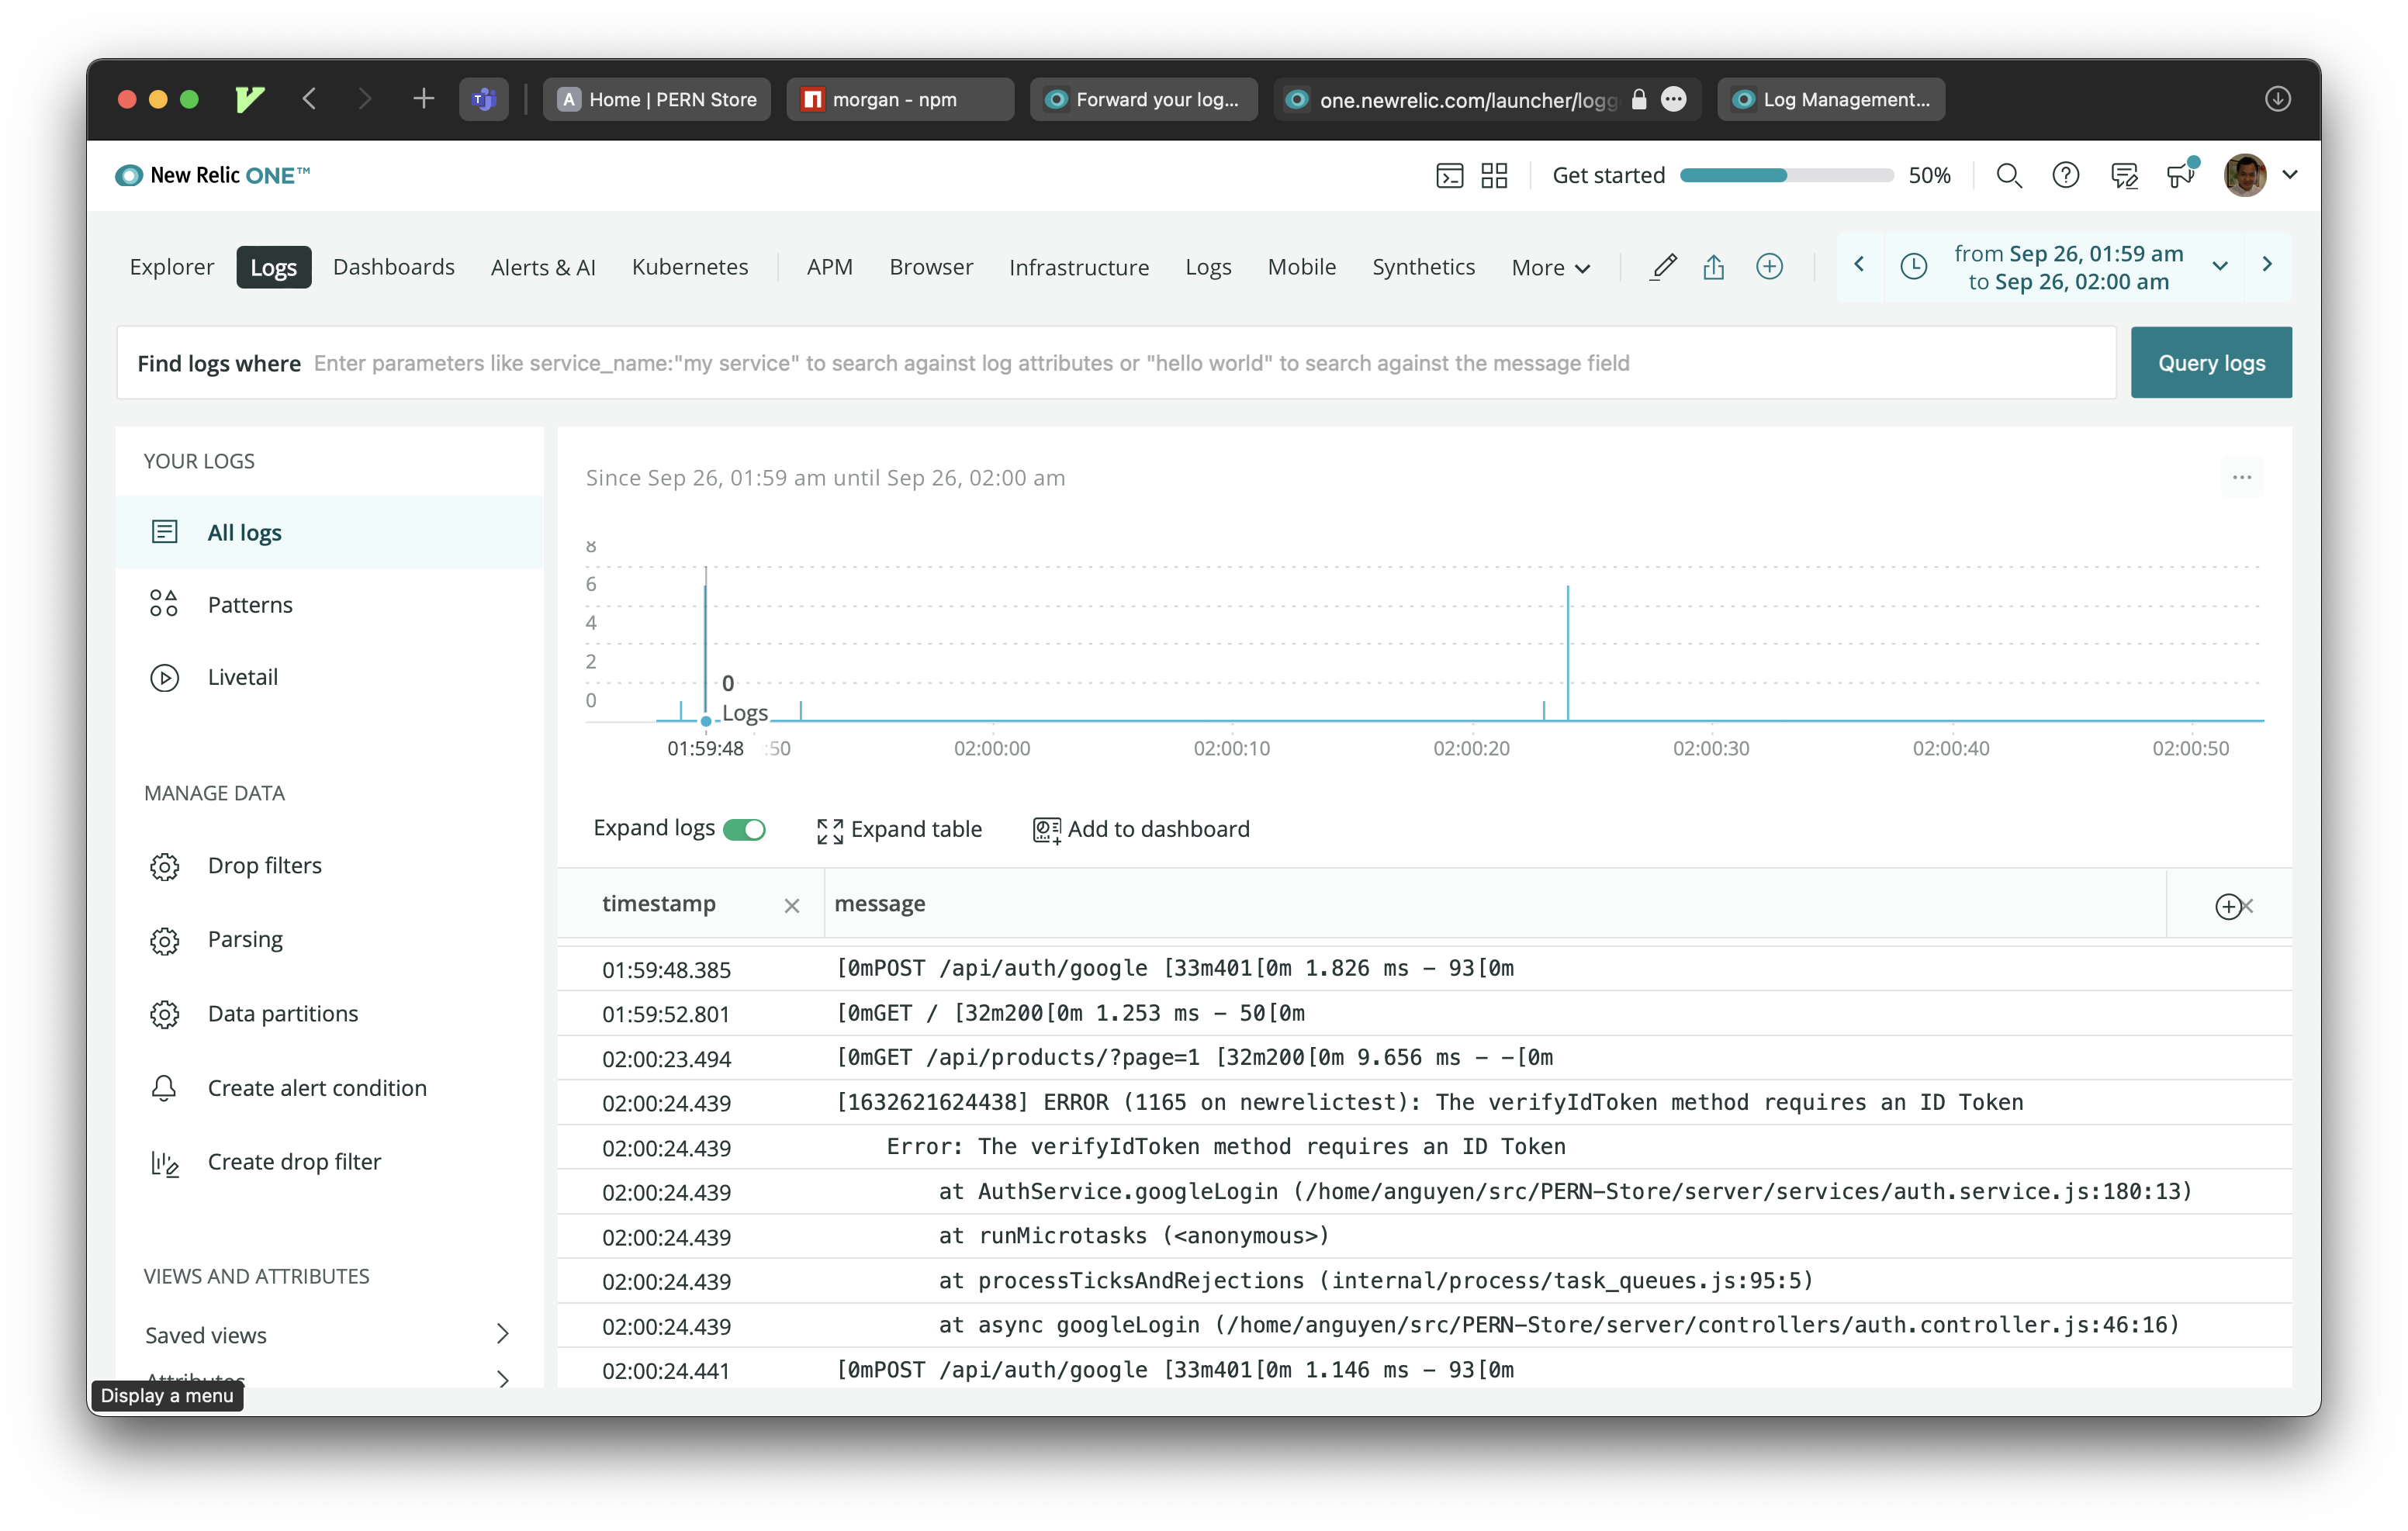 Home | PERN Store
morgan - npm
Forward your log...
one.newrelic.com/launcher/logg
Log Management...
New Relic ONE™
Get started 50%
Explorer Logs Dashboards Alerts & AI Kubernetes APM Browser Infrastructure Logs Mobile Synthetics More
from Sep 26, 01:59 am
to Sep 26, 02:00 am
Find logs where Enter parameters like service_name:"my service" to search against log attributes or "hello world" to search against the message field
Query logs
YOUR LOGS
All logs
Patterns
Livetail
MANAGE DATA
Drop filters
Parsing
Data partitions
Create alert condition
Create drop filter
VIEWS AND ATTRIBUTES
Saved views
Attributes
Display a menu
Since Sep 26, 01:59 am until Sep 26, 02:00 am
8
6
4
2
0
0
Logs
01:59:48 :50 02:00:00 02:00:10 02:00:20 02:00:30 02:00:40 02:00:50
Expand logs Expand table Add to dashboard
timestamp message
01:59:48.385 [0mPOST /api/auth/google [33m401[0m 1.826 ms - 93[0m
01:59:52.801 [0mGET / [32m200[0m 1.253 ms - 50[0m
02:00:23.494 [0mGET /api/products/?page=1 [32m200[0m 9.656 ms - -[0m
02:00:24.439 [1632621624438] ERROR (1165 on newrelictest): The verifyIdToken method requires an ID Token
02:00:24.439 Error: The verifyIdToken method requires an ID Token
02:00:24.439 at AuthService.googleLogin (/home/anguyen/src/PERN-Store/server/services/auth.service.js:180:13)
02:00:24.439 at runMicrotasks (<anonymous>)
02:00:24.439 at processTicksAndRejections (internal/process/task_queues.js:95:5)
02:00:24.439 at async googleLogin (/home/anguyen/src/PERN-Store/server/controllers/auth.controller.js:46:16)
02:00:24.441 [0mPOST /api/auth/google [33m401[0m 1.146 ms - 93[0m